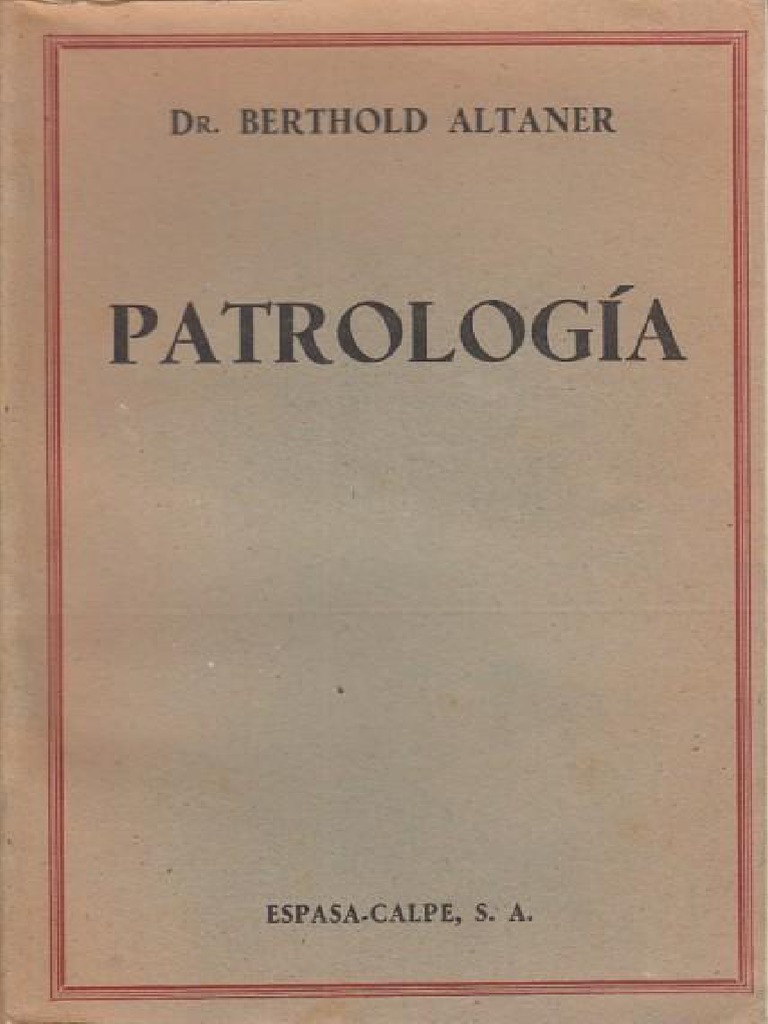 Dr. BERTHOLD ALTANER
PATROLOGÍA
ESPASA-CALPE, S. A.